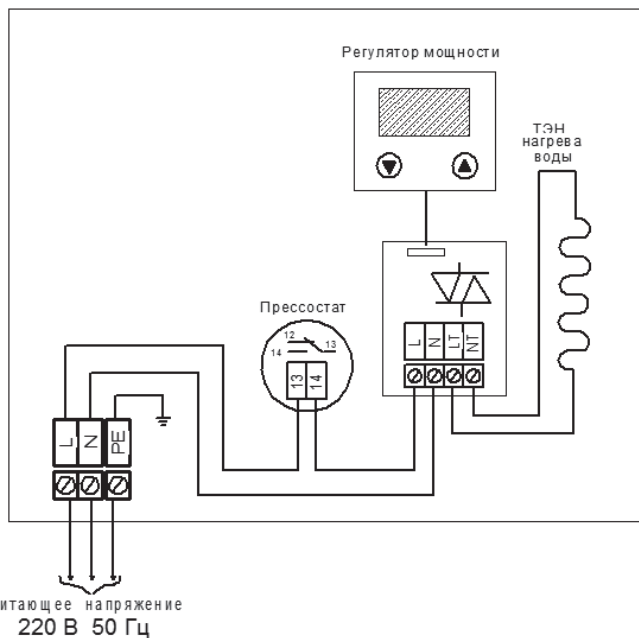 Регулятор мощности
ТЭН
нагрева
воды
Прессостат
12
13
14
13
14
L
N
LT
NT
L
N
PE
итающее напряжение
220 В 50 Гц